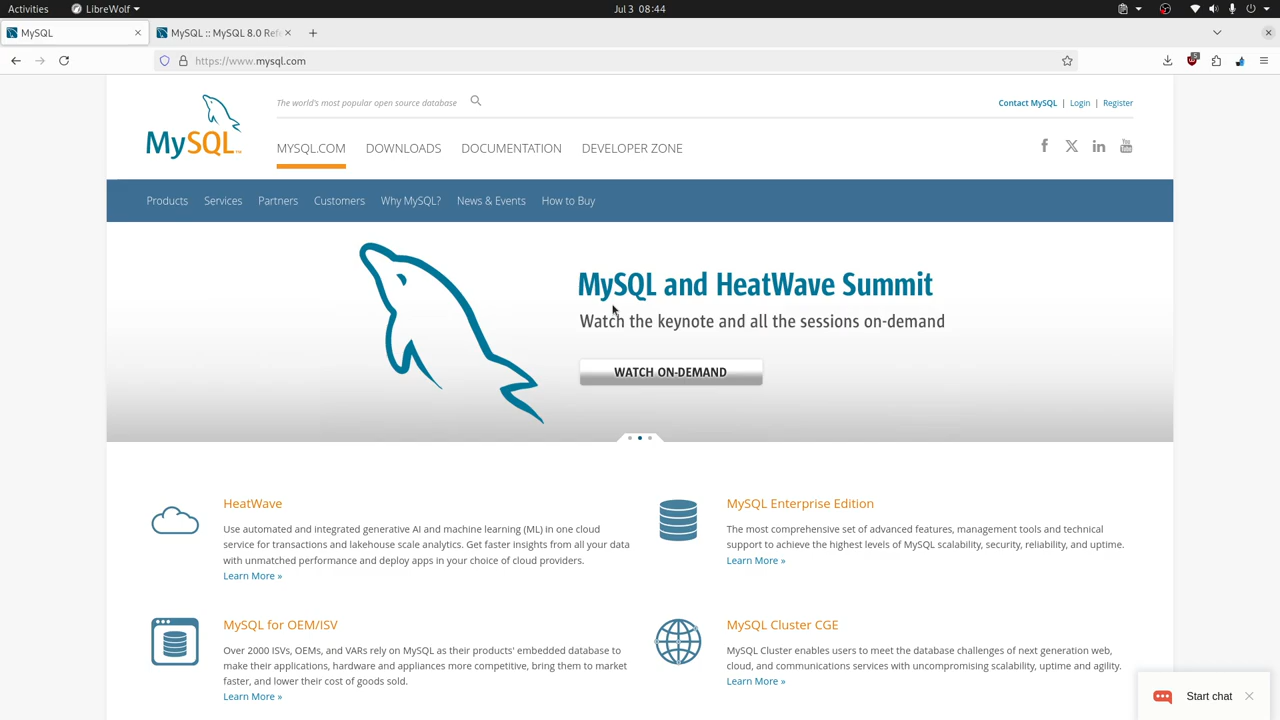 Activities
LibreWolf
Jul 3 08:44
MySQL
MySQL :: MySQL 8.0 Refe
https://www.mysql.com
5
MySQL™
The world's most popular open source database
Contact MySQL | Login | Register
MYSQL.COM
DOWNLOADS
DOCUMENTATION
DEVELOPER ZONE
Products
Services
Partners
Customers
Why MySQL?
News & Events
How to Buy
MySQL and HeatWave Summit
Watch the keynote and all the sessions on-demand
WATCH ON-DEMAND
HeatWave
Use automated and integrated generative AI and machine learning (ML) in one cloud
service for transactions and lakehouse scale analytics. Get faster insights from all your data
with unmatched performance and deploy apps in your choice of cloud providers.
Learn More »
MySQL Enterprise Edition
The most comprehensive set of advanced features, management tools and technical
support to achieve the highest levels of MySQL scalability, security, reliability, and uptime.
Learn More »
MySQL for OEM/ISV
Over 2000 ISVs, OEMs, and VARs rely on MySQL as their products' embedded database to
make their applications, hardware and appliances more competitive, bring them to market
faster, and lower their cost of goods sold.
Learn More »
MySQL Cluster CGE
MySQL Cluster enables users to meet the database challenges of next generation web,
cloud, and communications services with uncompromising scalability, uptime and agility.
Learn More »
Start chat